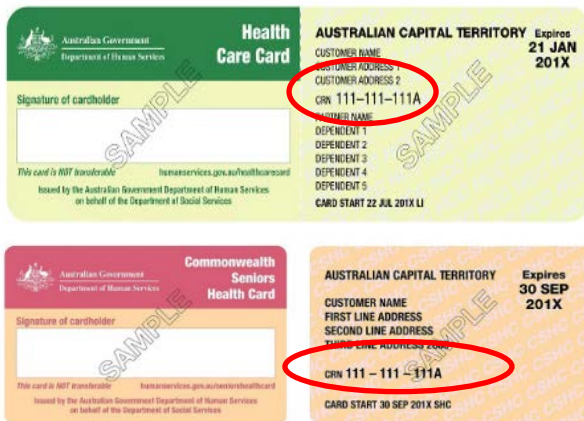 Australian Government
Department of Human Services
Health
Care Card
Signature of cardholder
SAMPLE
This card is NOT transferable
humanservices.gov.au/healthcarecard
Issued by the Australian Government Department of Human Services
on behalf of the Department of Social Services
AUSTRALIAN CAPITAL TERRITORY
Expires
21 JAN
201X
CUSTOMER NAME
CUSTOMER ADDRESS 1
CUSTOMER ADDRESS 2
CRN 111–111–111A
PARTNER NAME
DEPENDENT 1
DEPENDENT 2
DEPENDENT 3
DEPENDENT 4
DEPENDENT 5
CARD START 22 JUL 201X LI
SAMPLE
Australian Government
Department of Human Services
Commonwealth
Seniors
Health Card
Signature of cardholder
SAMPLE
This card is NOT transferable
humanservices.gov.au/seniorshealthcard
Issued by the Australian Government Department of Human Services
on behalf of the Department of Social Services
AUSTRALIAN CAPITAL TERRITORY
Expires
30 SEP
201X
CUSTOMER NAME
FIRST LINE ADDRESS
SECOND LINE ADDRESS
THIRD LINE ADDRESS
CRN 111 – 111 – 111A
CARD START 30 SEP 201X SHC
SAMPLE